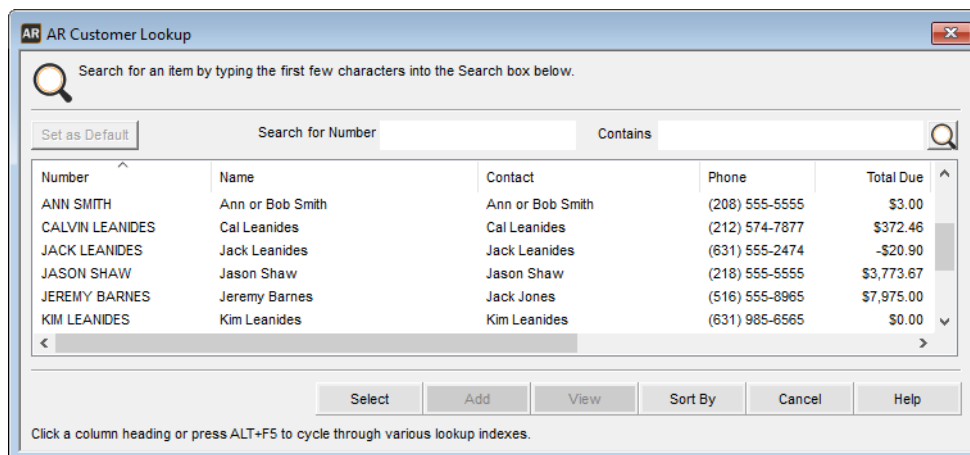 AR AR Customer Lookup
Search for an item by typing the first few characters into the Search box below.
Set as Default Search for Number Contains
Number Name Contact Phone Total Due
ANN SMITH Ann or Bob Smith Ann or Bob Smith (208) 555-5555 $3.00
CALVIN LEANIDES Cal Leanides Cal Leanides (212) 574-7877 $372.46
JACK LEANIDES Jack Leanides Jack Leanides (631) 555-2474 -$20.90
JASON SHAW Jason Shaw Jason Shaw (218) 555-5555 $3,773.67
JEREMY BARNES Jeremy Barnes Jack Jones (516) 555-8965 $7,975.00
KIM LEANIDES Kim Leanides Kim Leanides (631) 985-6565 $0.00
Select Add View Sort By Cancel Help
Click a column heading or press ALT+F5 to cycle through various lookup indexes.